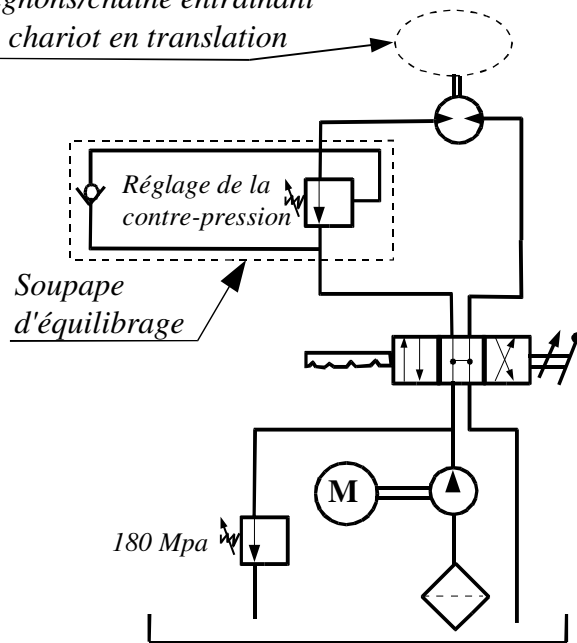 chariot en translation
Réglage de la
contre-pression
Soupape
d'équilibrage
M
180 Mpa